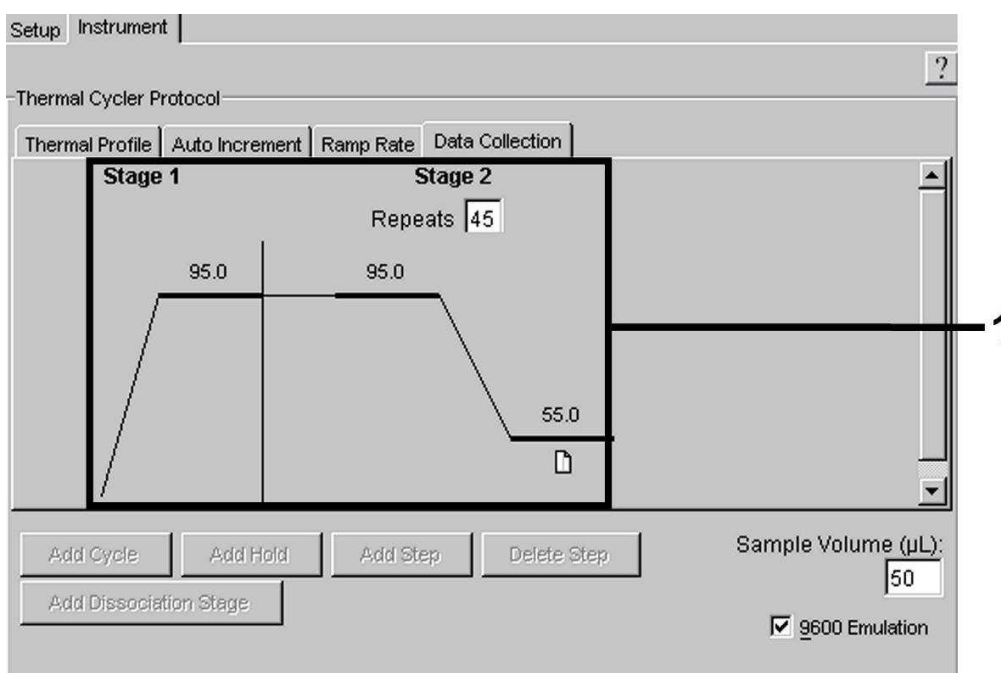 Setup Instrument
?
Thermal Cycler Protocol
Thermal Profile Auto Increment Ramp Rate Data Collection
Stage 1 Stage 2
Repeats 45
95.0 95.0
1
55.0
Add Cycle Add Hold Add Step Delete Step
Sample Volume (µL):
50
Add Dissociation Stage
9600 Emulation